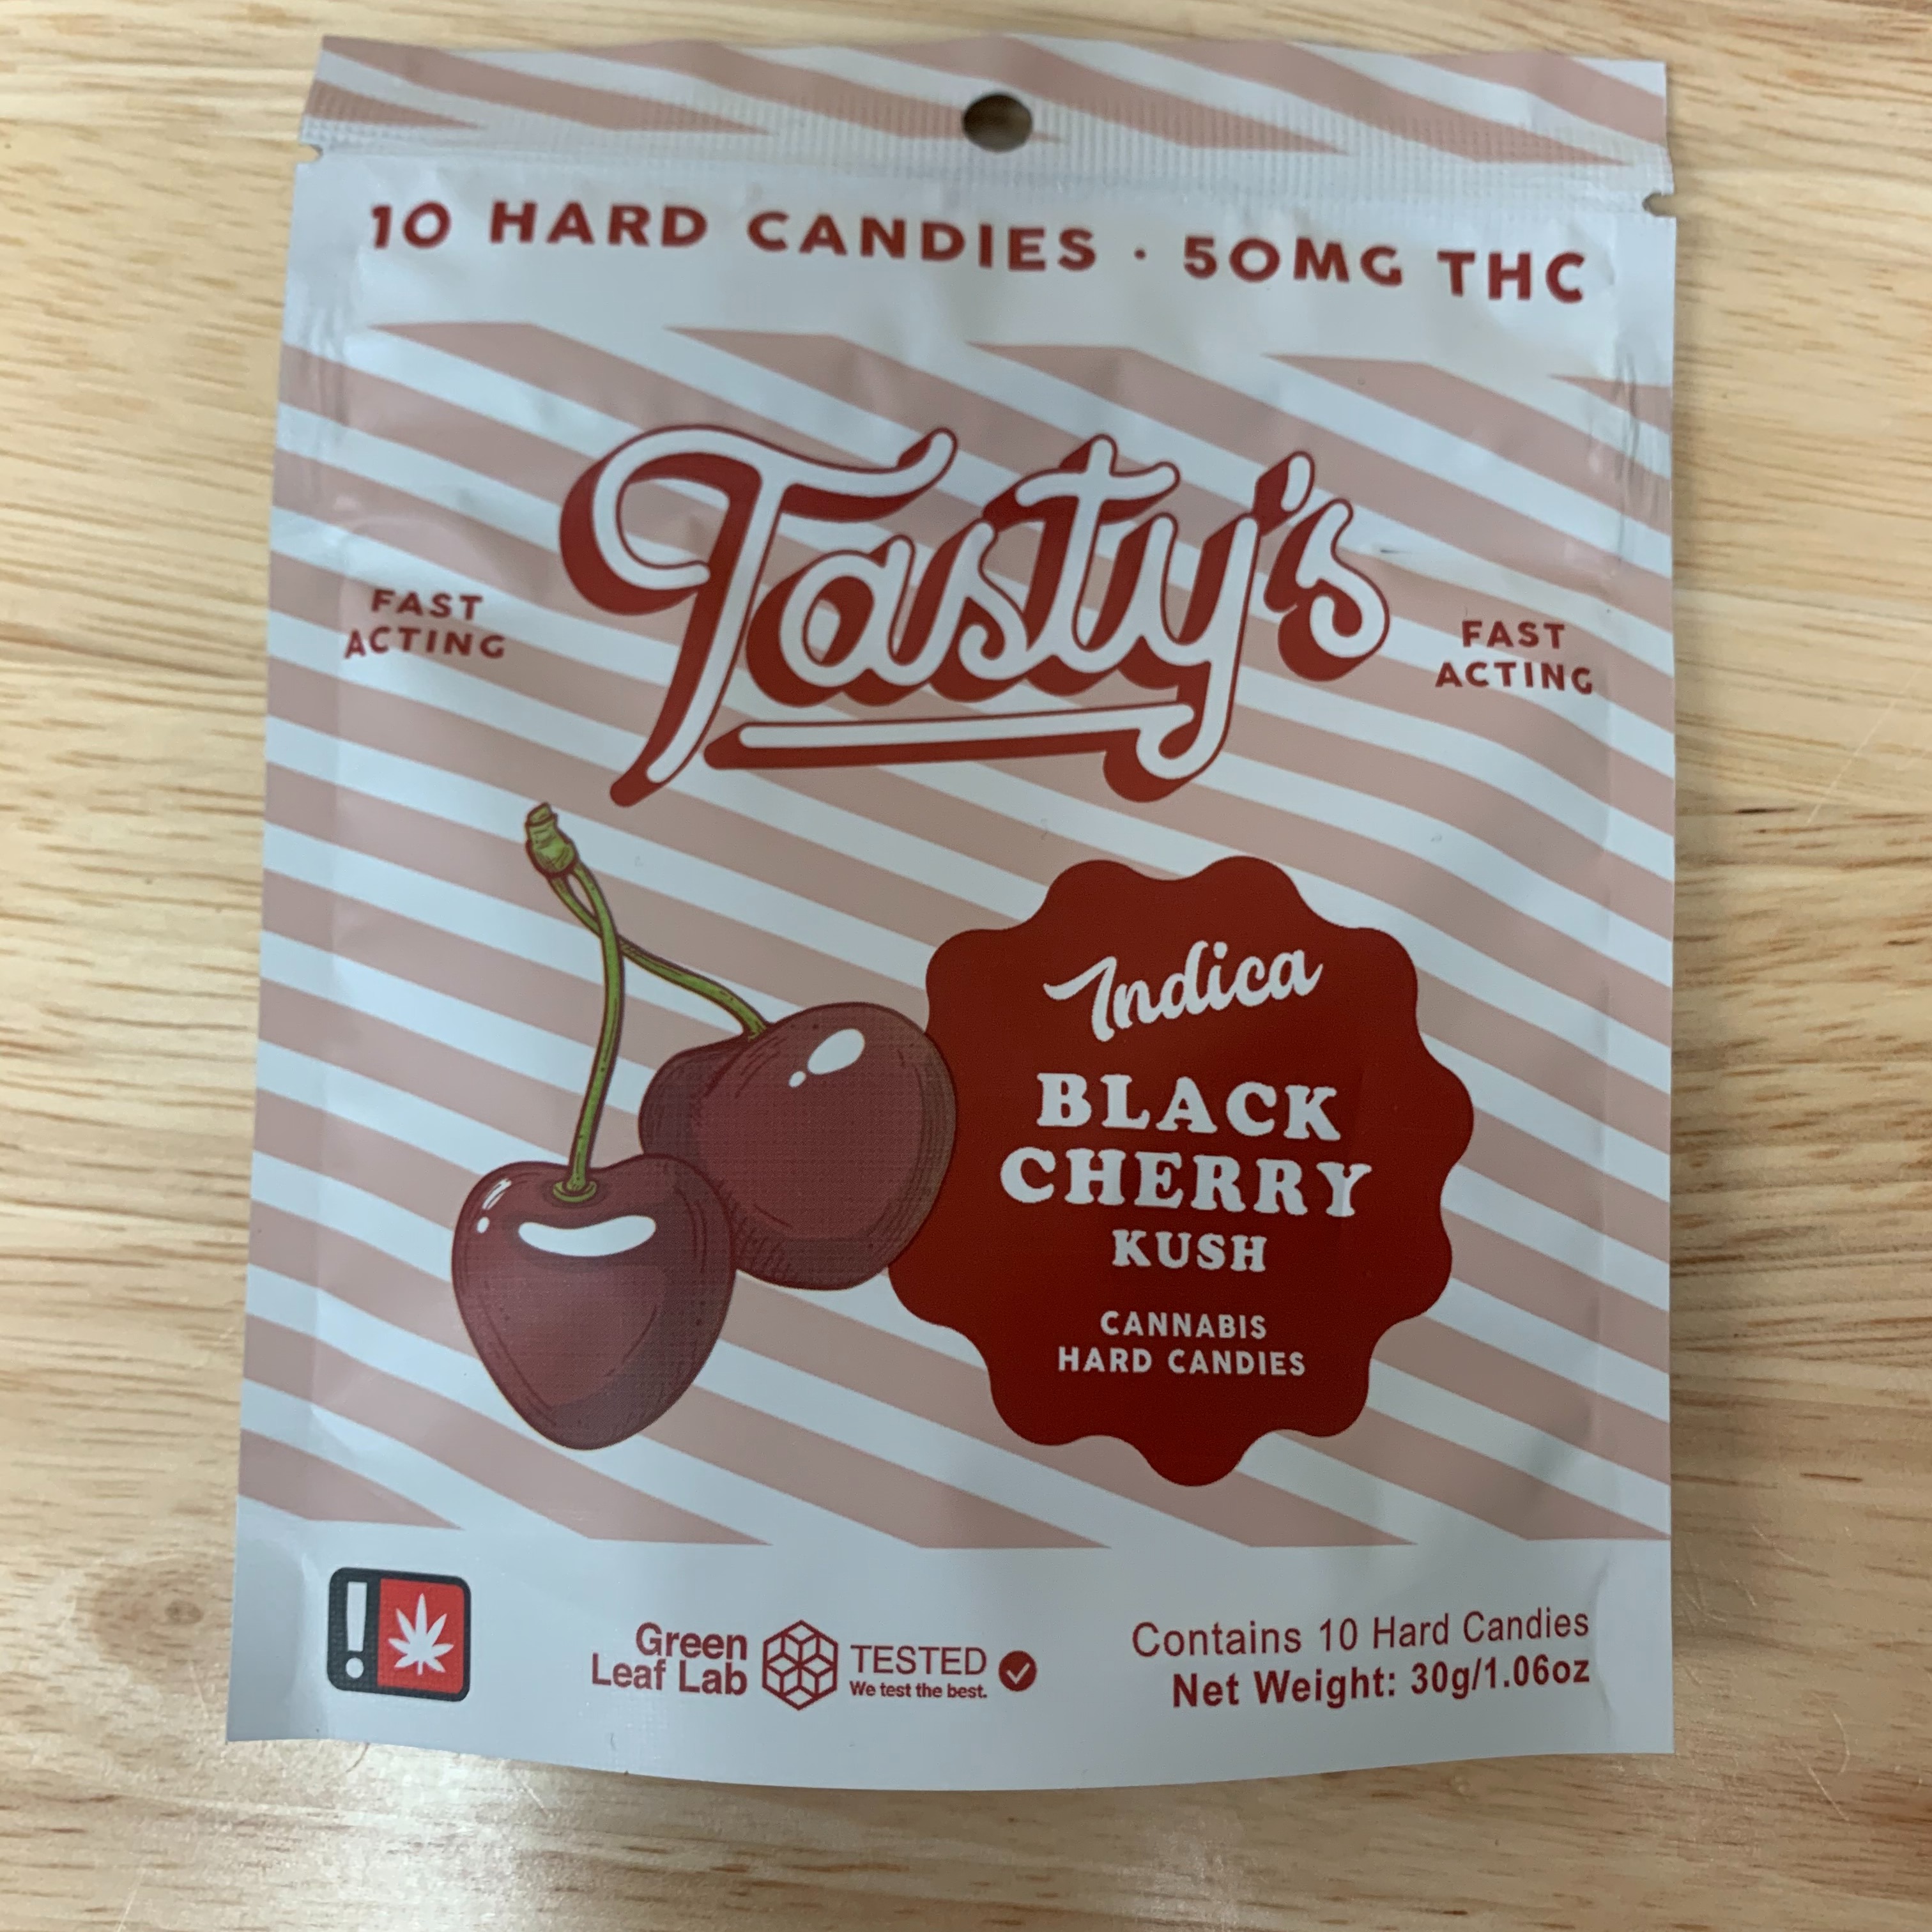 10 HARD CANDIES · 50MG THC
Tasty's
FAST
ACTING
FAST
ACTING
Indica
BLACK
CHERRY
KUSH
CANNABIS
HARD CANDIES
!
Green
Leaf Lab
TESTED
We test the best.
Contains 10 Hard Candies
Net Weight: 30g/1.06oz